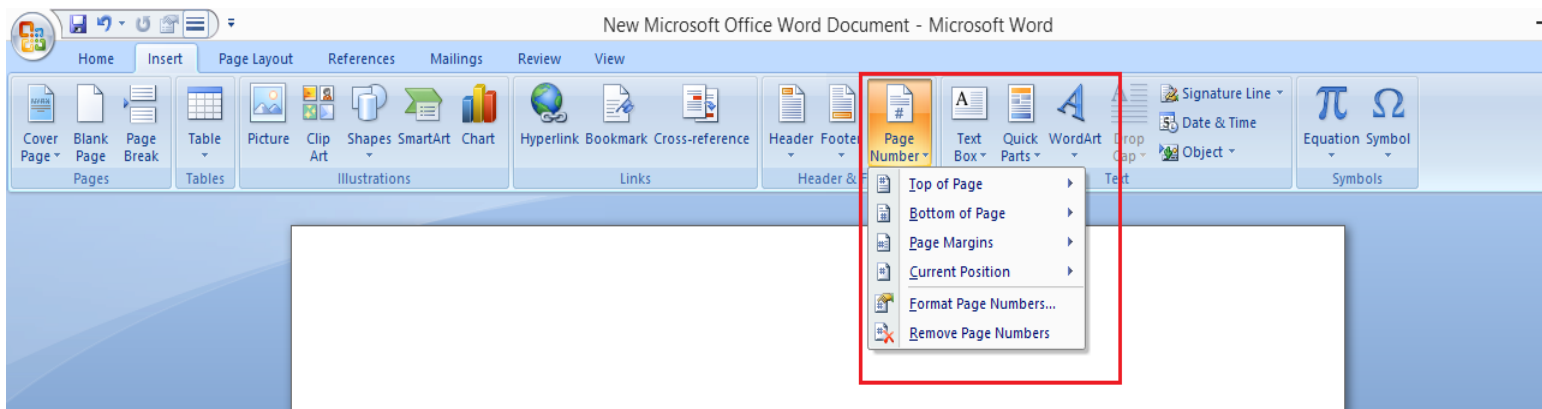 New Microsoft Office Word Document - Microsoft Word
Home Insert Page Layout References Mailings Review View
Cover Page Blank Page Page Break Table Picture Clip Art Shapes SmartArt Chart Hyperlink Bookmark Cross-reference Header Footer Page Number # A Text Box Quick Parts A WordArt A Drop Cap Signature Line Date & Time Object π Equation Ω Symbol
Pages Tables Illustrations Links Header & F Text Symbols
Top of Page
Bottom of Page
Page Margins
Current Position
Format Page Numbers...
Remove Page Numbers